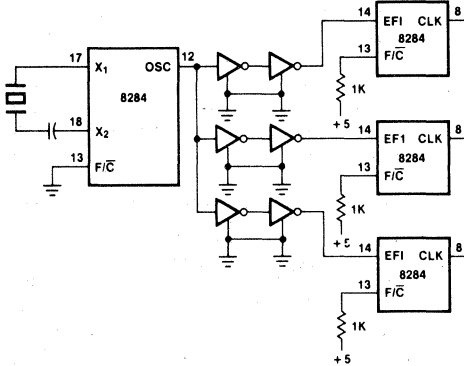 17 X1 OSC 12
8284
18 X2
13 F/C̅
14 EFI CLK 8
8284
13 F/C̅
1K
+5
14 EF1 CLK 8
8284
13 F/C̅
1K
+5
14 EFI CLK 8
8284
13 F/C̅
1K
+5